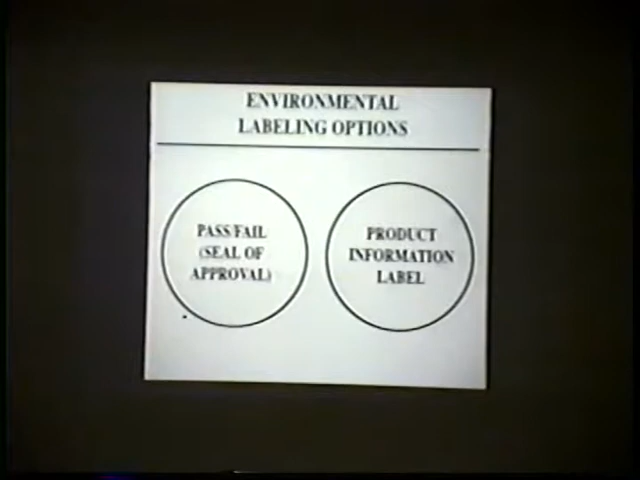 ENVIRONMENTAL
LABELING OPTIONS
PASS/FAIL
(SEAL OF
APPROVAL)
PRODUCT
INFORMATION
LABEL